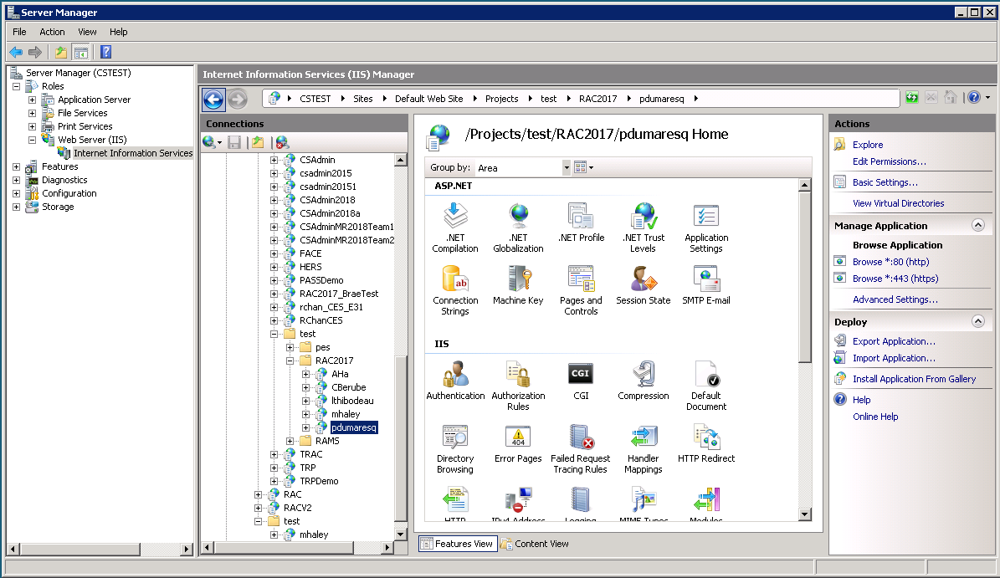 Server Manager
File Action View Help
Server Manager (CSTEST)
Roles
Application Server
File Services
Print Services
Web Server (IIS)
Internet Information Services
Features
Diagnostics
Configuration
Storage
Internet Information Services (IIS) Manager
CSTEST Sites Default Web Site Projects test RAC2017 pdumaresq
Connections
CSAdmin
csadmin2015
csadmin20151
CSAdmin2018
CSAdmin2018a
CSAdminMR2018Team1
CSAdminMR2018Team2
FACE
HERS
PASSDemo
RAC2017_BraeTest
rchan_CES_E31
RChanCES
test
pes
RAC2017
AHa
CBerube
lthibodeau
mhaley
pdumaresq
RAMS
TRAC
TRP
TRPDemo
RAC
RACV2
test
mhaley
/Projects/test/RAC2017/pdumaresq Home
Group by: Area
ASP.NET
.NET Compilation
.NET Globalization
.NET Profile
.NET Trust Levels
Application Settings
Connection Strings
Machine Key
Pages and Controls
Session State
SMTP E-mail
IIS
Authentication
Authorization Rules
CGI
CGI
Compression
Default Document
Directory Browsing
404
Error Pages
Failed Request Tracing Rules
Handler Mappings
HTTP Redirect
HTTP
IPv4 Address
Logging
MIME Types
Modules
Features View
Content View
Actions
Explore
Edit Permissions...
Basic Settings...
View Virtual Directories
Manage Application
Browse Application
Browse *:80 (http)
Browse *:443 (https)
Advanced Settings...
Deploy
Export Application...
Import Application...
Install Application From Gallery
Help
Online Help